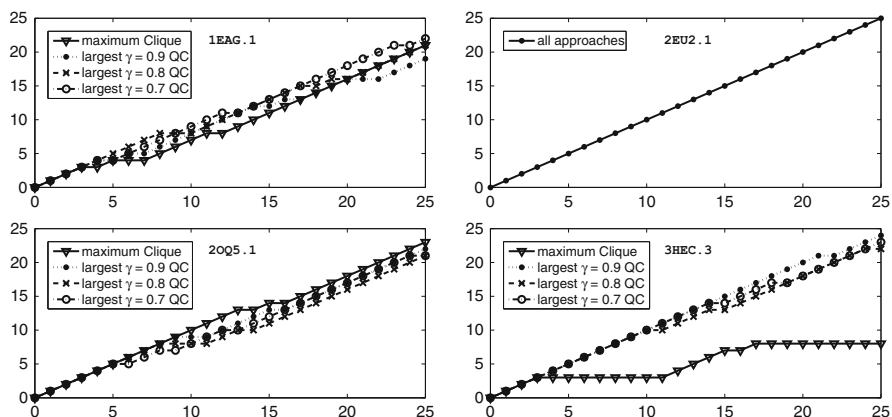 25
20
15
10
5
0
maximum Clique
largest γ = 0.9 QC
largest γ = 0.8 QC
largest γ = 0.7 QC
1EAG.1
0 5 10 15 20 25
25
20
15
10
5
0
all approaches
2EU2.1
0 5 10 15 20 25
25
20
15
10
5
0
maximum Clique
largest γ = 0.9 QC
largest γ = 0.8 QC
largest γ = 0.7 QC
2OQ5.1
0 5 10 15 20 25
25
20
15
10
5
0
maximum Clique
largest γ = 0.9 QC
largest γ = 0.8 QC
largest γ = 0.7 QC
3HEC.3
0 5 10 15 20 25